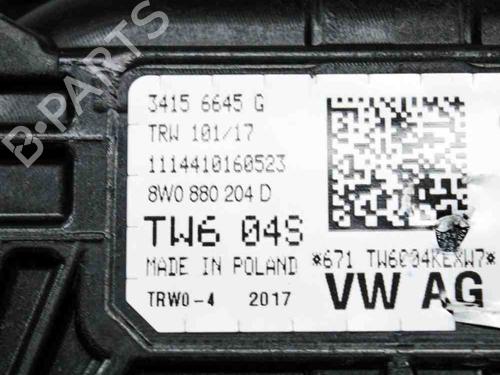 B-PARTS
3415 6645 G
TRW 101/17
1114410160523
8W0 880 204 D
TW6 04S
MADE IN POLAND
*671 TW6004KEXW7*
TRW0-4 2017
VW AG